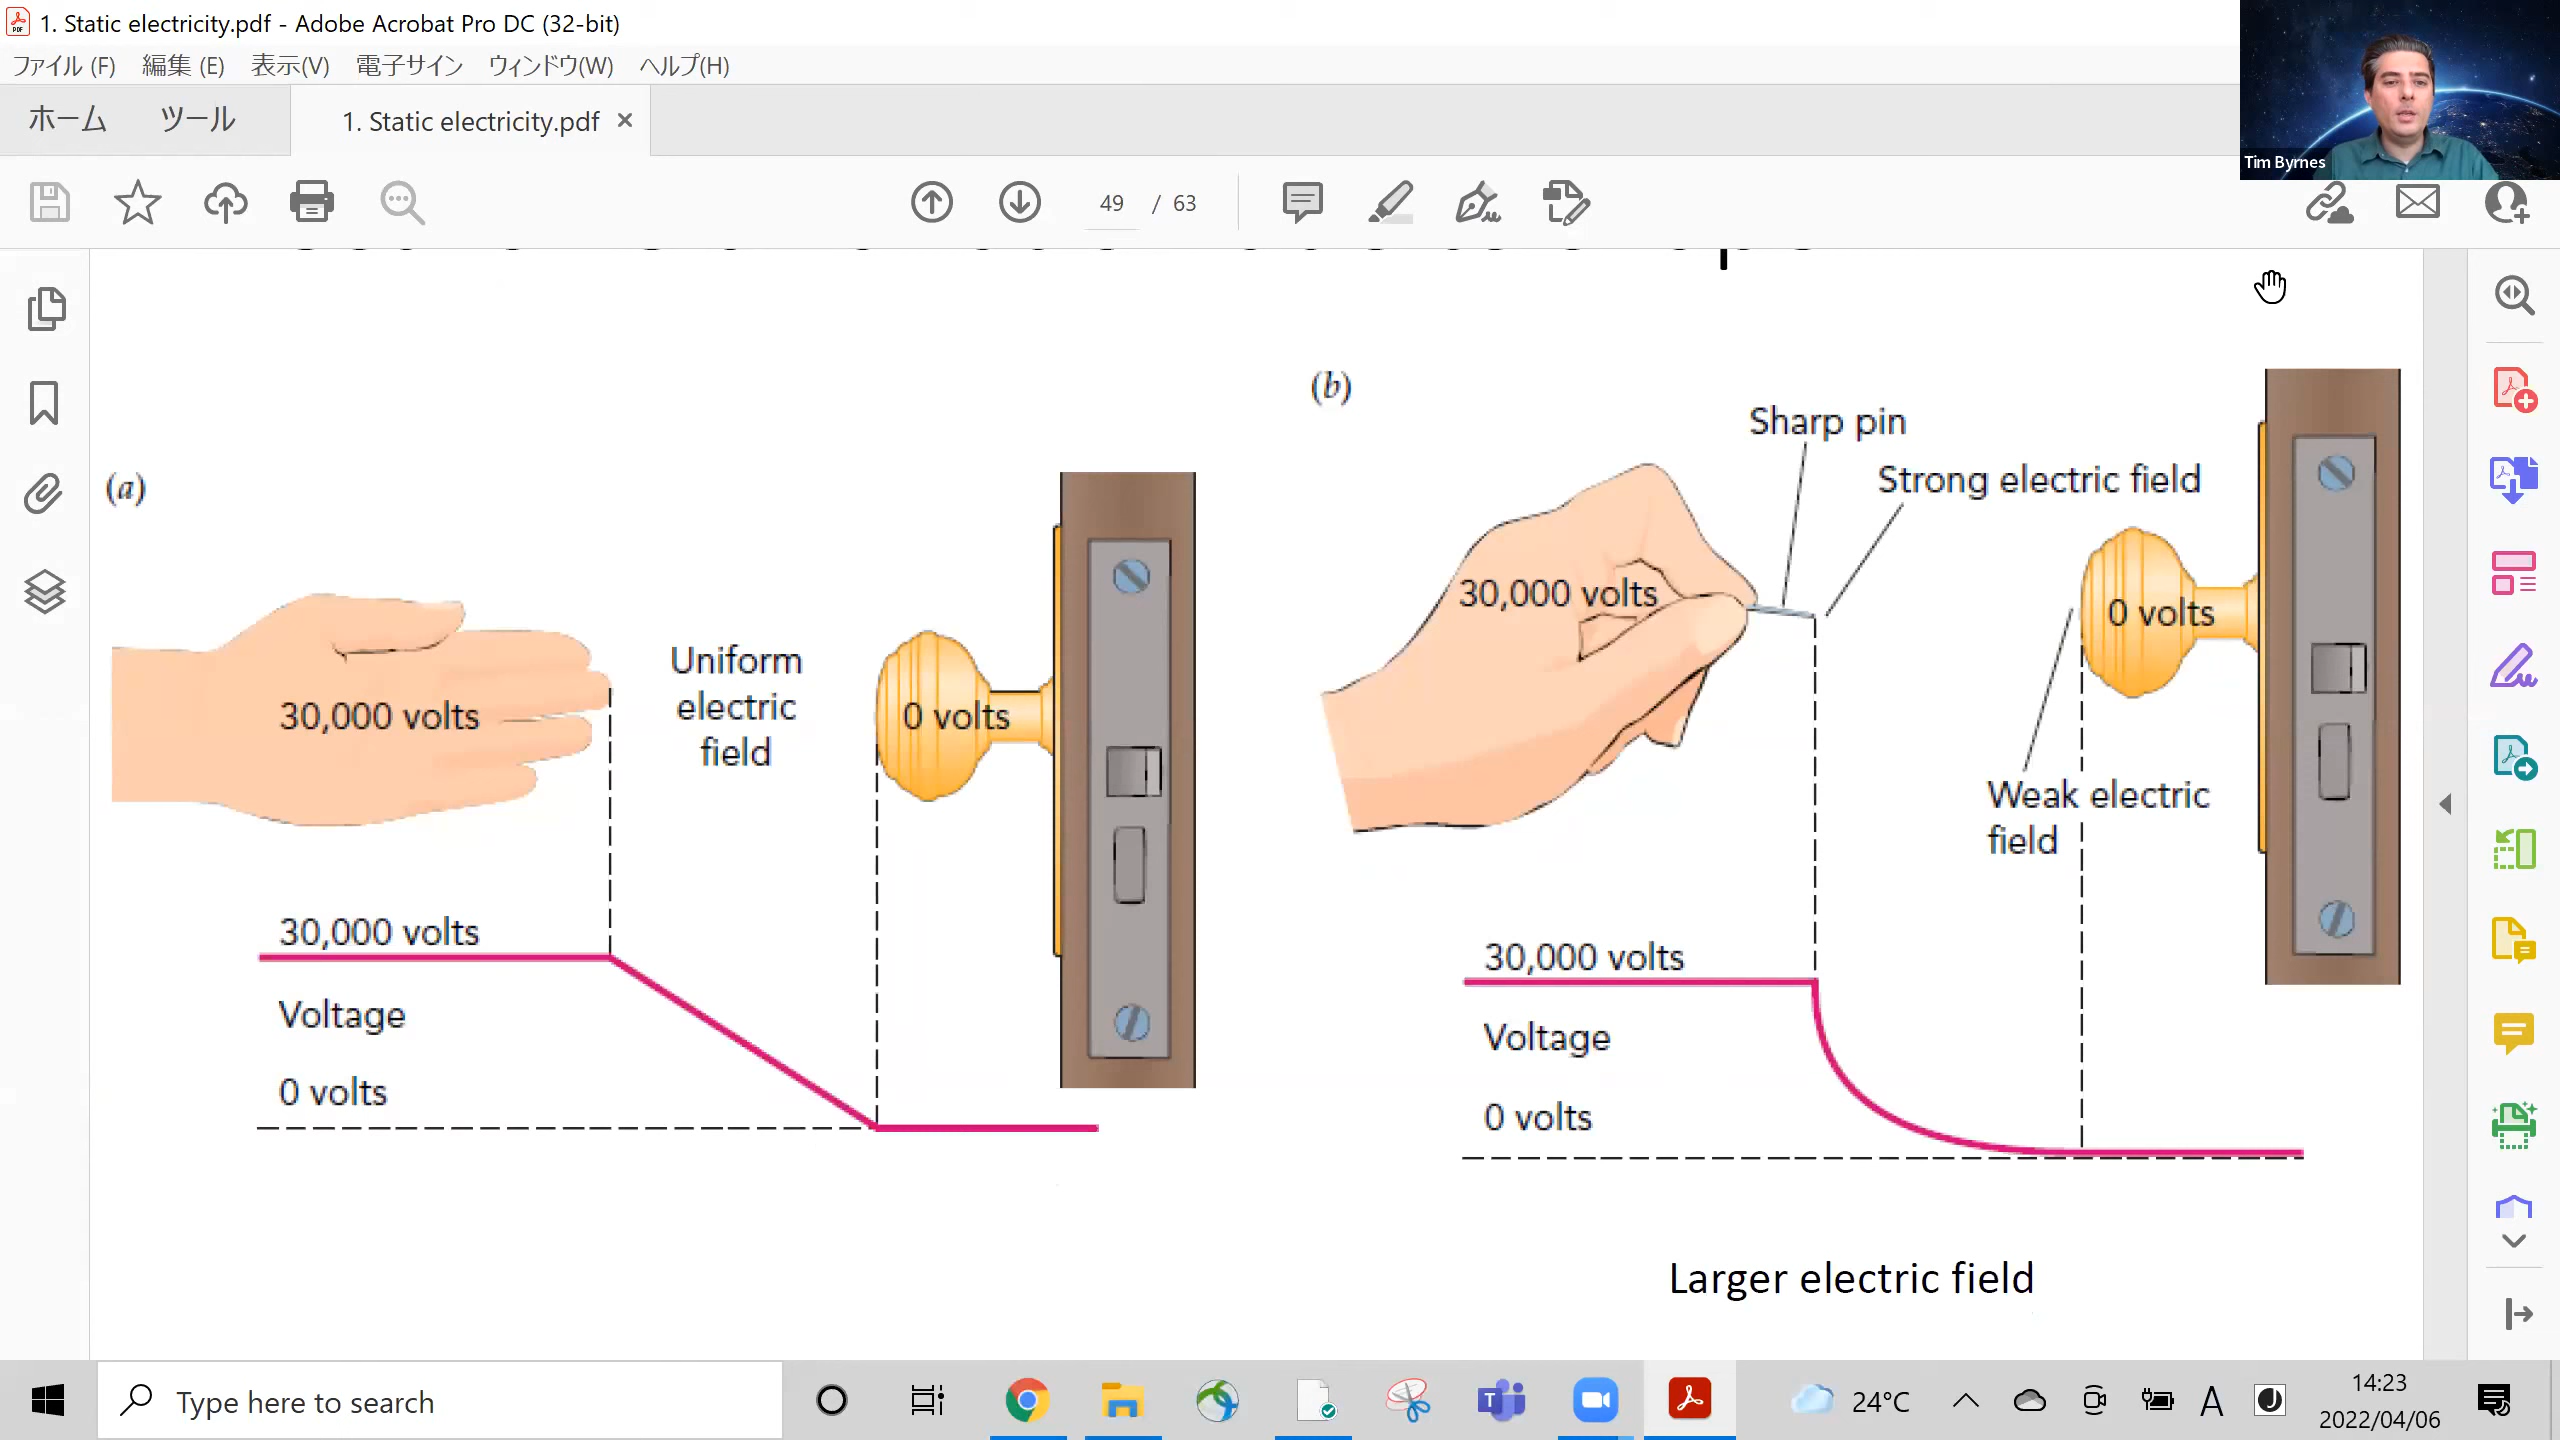 1. Static electricity.pdf - Adobe Acrobat Pro DC (32-bit)
ファイル (F) 編集 (E) 表示(V) 電子サイン ウィンドウ(W) ヘルプ(H)
ホーム ツール 1. Static electricity.pdf ×
49 / 63
Tim Byrnes
(a)
30,000 volts
Uniform
electric
field
0 volts
30,000 volts
Voltage
0 volts
(b)
Sharp pin
Strong electric field
30,000 volts
0 volts
Weak electric
field
30,000 volts
Voltage
0 volts
Larger electric field
Type here to search
24°C
A
14:23
2022/04/06